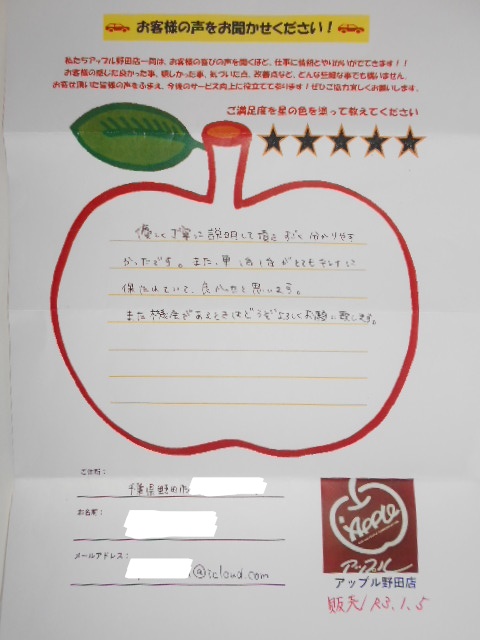 お客様の声をお聞かせください！
私たちアップル野田店一同は、お客様の喜びの声を聞くほど、仕事に情熱とやりがいがでてきます！！
お客様の感じた良かった事、嬉しかった事、気づいた点、改善点など、どんな些細な事でも構いません。
お寄せ頂いた皆様の声をふまえ、今後のサービス向上に役立てております！ぜひご協力宜しくお願いします。
ご満足度を星の色を塗って教えてください
優しく丁寧に説明して頂き すごく分かりやす
かったです。また、車 がとてもキレイに
保たれていて、良かったと思います。
また機会があるときはどうぞよろしくお願い致します。
ご住所：
千葉県野田市
お名前：
メールアドレス：
@icloud.com
Apple
アップル
アップル野田店
販売/R3.1.5